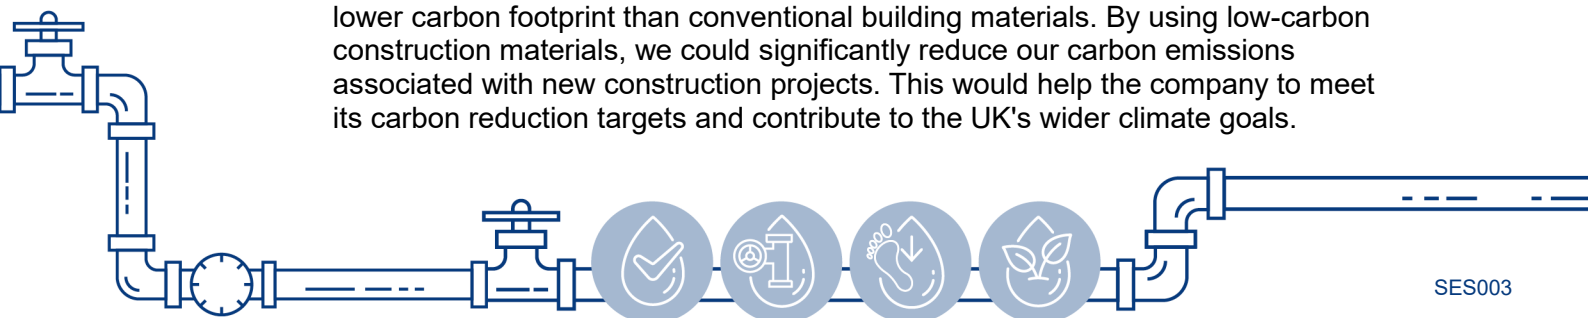 lower carbon footprint than conventional building materials. By using low-carbon
construction materials, we could significantly reduce our carbon emissions
associated with new construction projects. This would help the company to meet
its carbon reduction targets and contribute to the UK's wider climate goals.
SES003